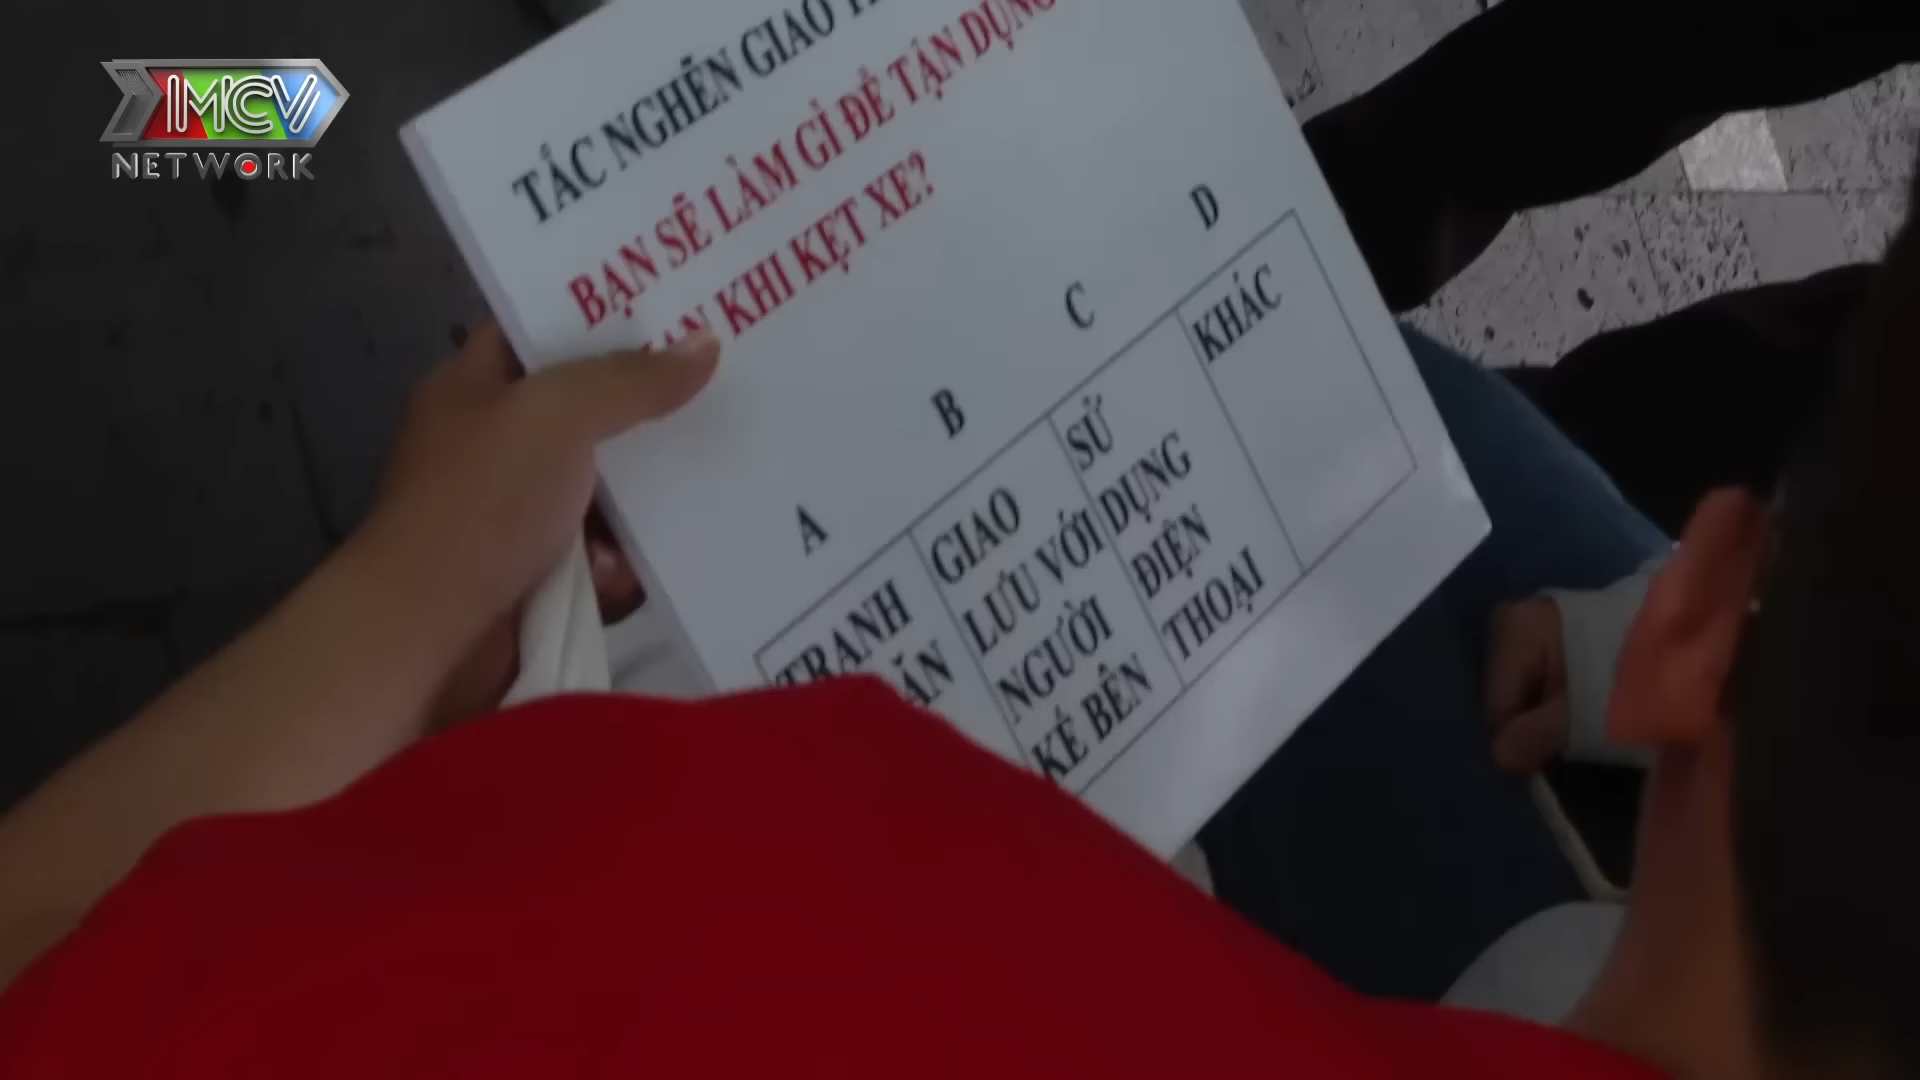 MCV
NETWORK
TẮC NGHẼN GIAO
BẠN SẼ LÀM GÌ ĐỂ TẬN DỤNG
KHI KẸT XE?
A
B
C
D
TRANH
GIAO
LƯU VỚI
NGƯỜI
KẾ BÊN
SỬ
DỤNG
ĐIỆN
THOẠI
KHÁC